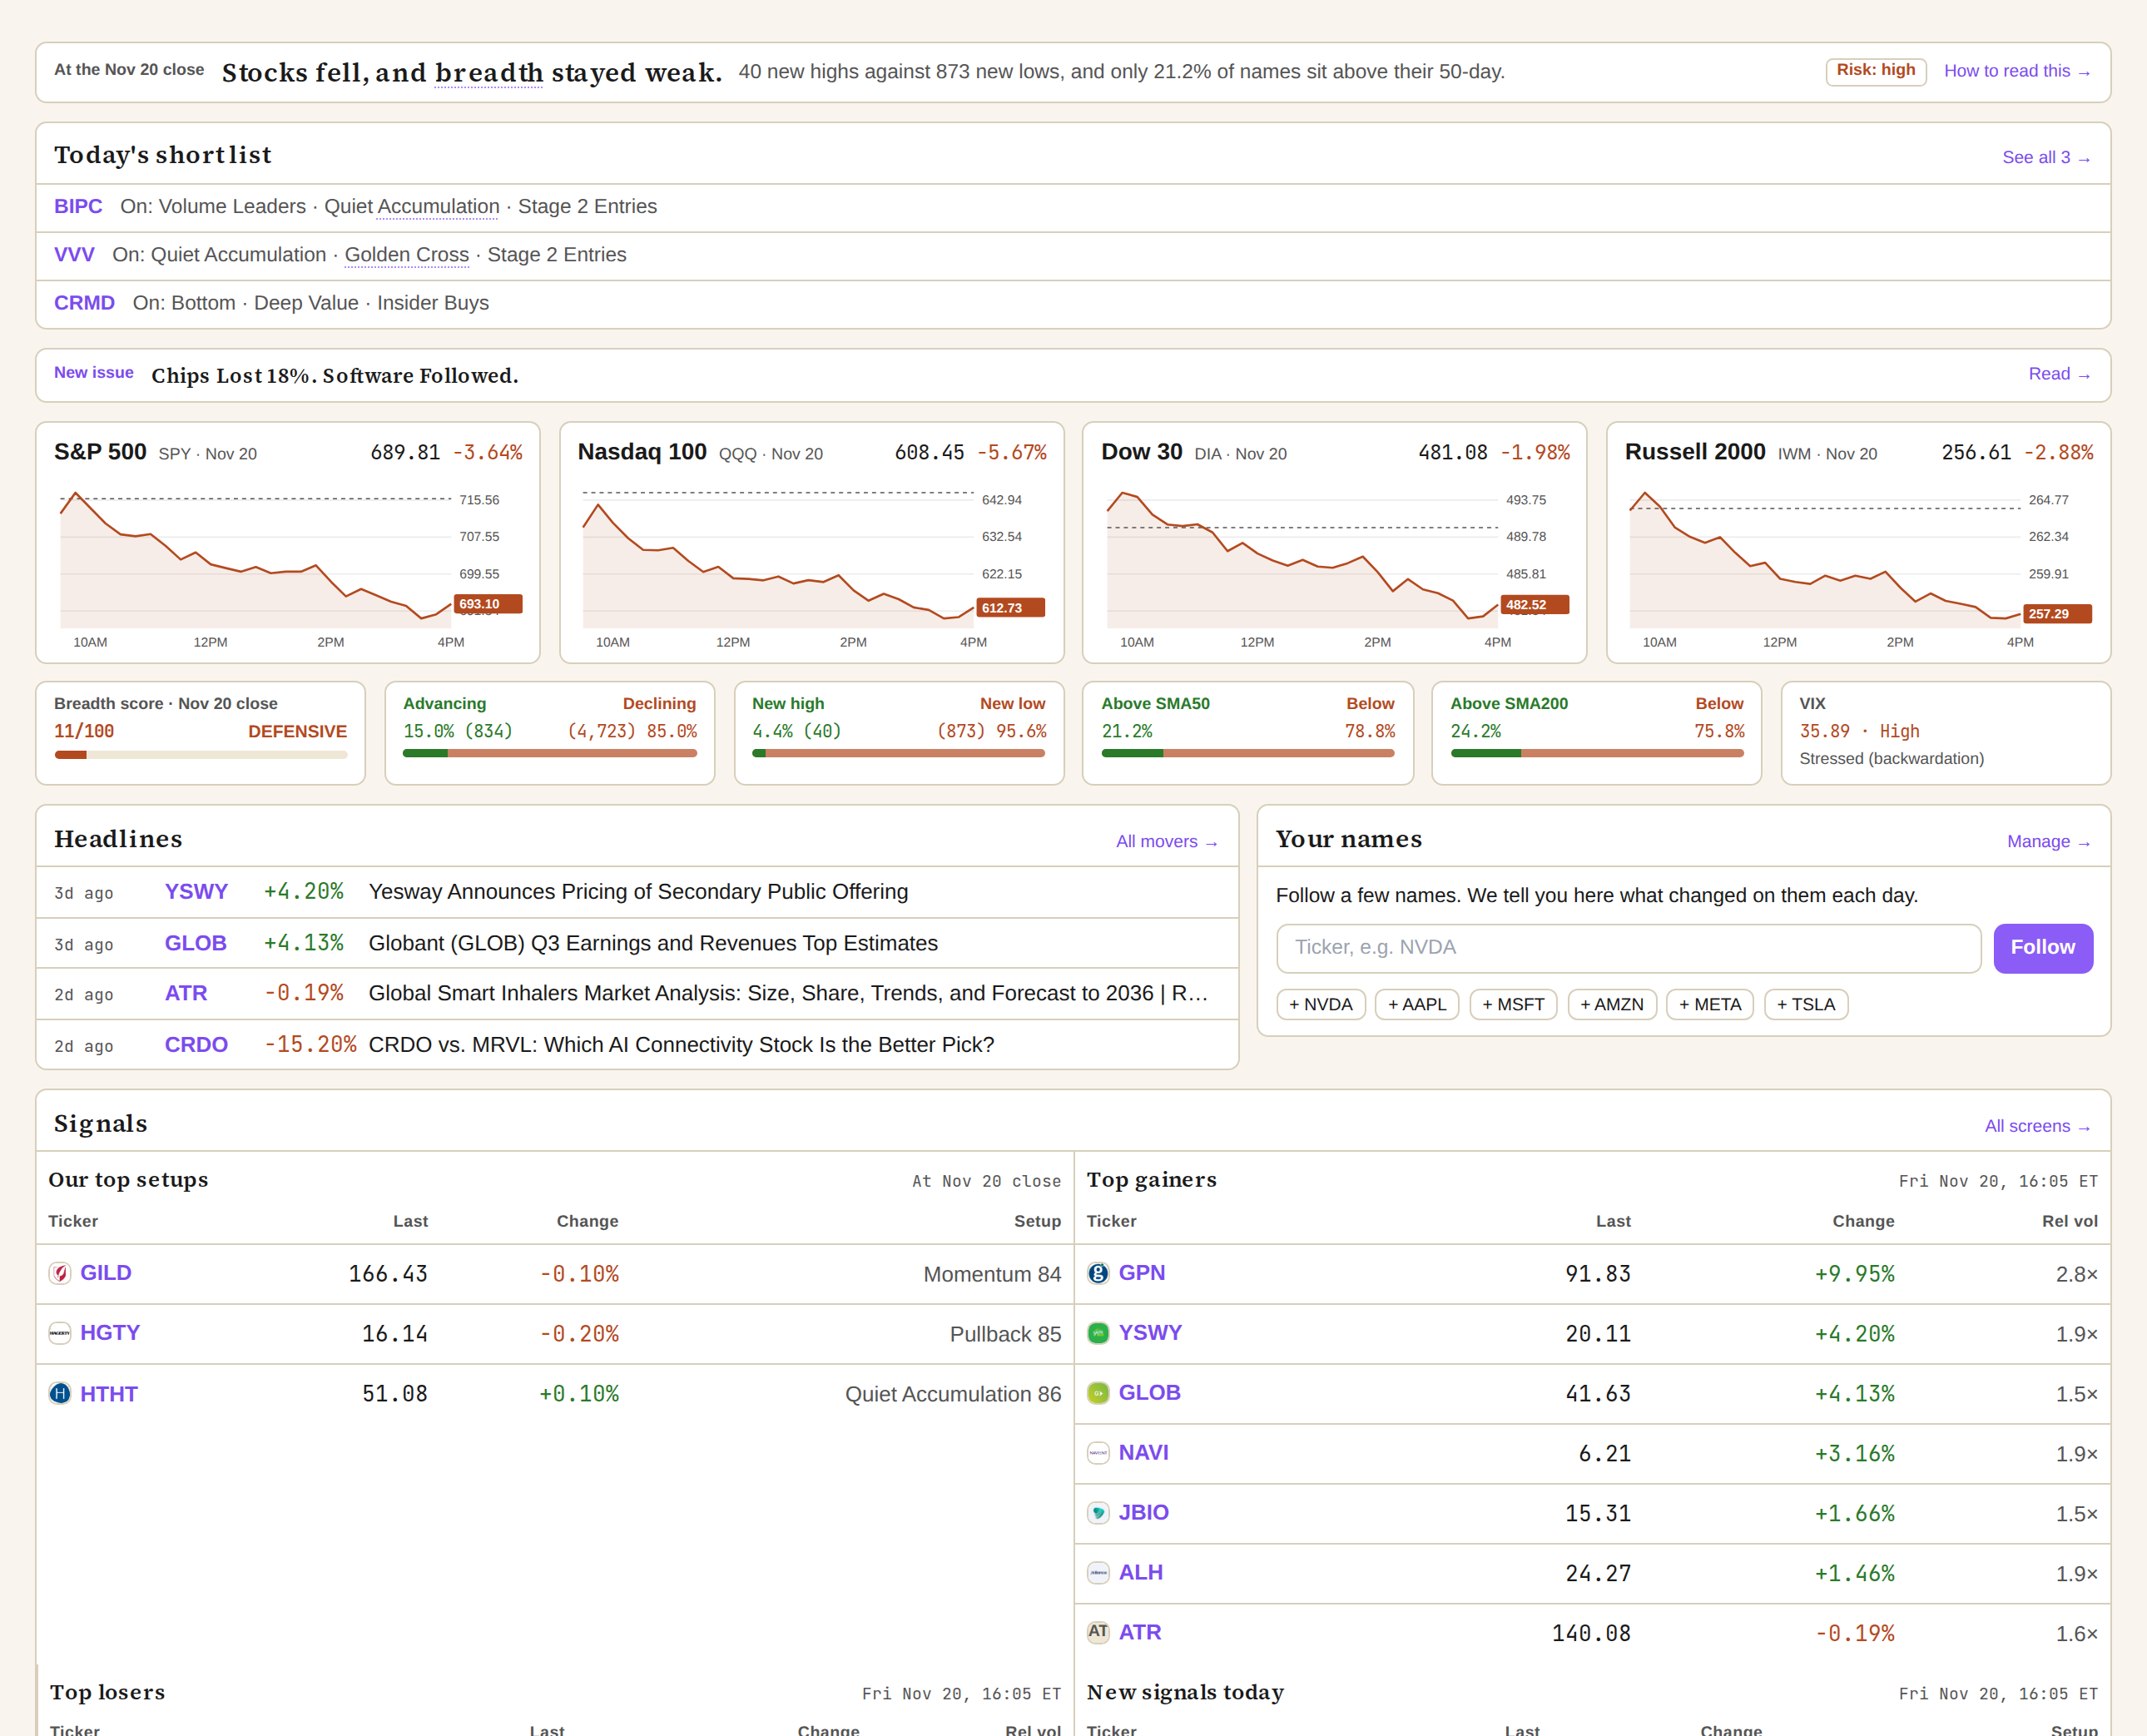 At the Nov 20 close Stocks fell, and breadth stayed weak. 40 new highs against 873 new lows, and only 21.2% of names sit above their 50-day. Risk: high How to read this →
Today's shortlist See all 3 →
BIPC On: Volume Leaders · Quiet Accumulation · Stage 2 Entries
VVV On: Quiet Accumulation · Golden Cross · Stage 2 Entries
CRMD On: Bottom · Deep Value · Insider Buys
New issue Chips Lost 18%. Software Followed. Read →
S&P 500 SPY · Nov 20 689.81 -3.64%
715.56
707.55
699.55
693.10
10AM 12PM 2PM 4PM
Nasdaq 100 QQQ · Nov 20 608.45 -5.67%
642.94
632.54
622.15
612.73
10AM 12PM 2PM 4PM
Dow 30 DIA · Nov 20 481.08 -1.98%
493.75
489.78
485.81
482.52
10AM 12PM 2PM 4PM
Russell 2000 IWM · Nov 20 256.61 -2.88%
264.77
262.34
259.91
257.29
10AM 12PM 2PM 4PM
Breadth score · Nov 20 close
11/100 DEFENSIVE
Advancing Declining
15.0% (834) (4,723) 85.0%
New high New low
4.4% (40) (873) 95.6%
Above SMA50 Below
21.2% 78.8%
Above SMA200 Below
24.2% 75.8%
VIX
35.89 · High
Stressed (backwardation)
Headlines All movers →
3d ago YSWY +4.20% Yesway Announces Pricing of Secondary Public Offering
3d ago GLOB +4.13% Globant (GLOB) Q3 Earnings and Revenues Top Estimates
2d ago ATR -0.19% Global Smart Inhalers Market Analysis: Size, Share, Trends, and Forecast to 2036 | R…
2d ago CRDO -15.20% CRDO vs. MRVL: Which AI Connectivity Stock Is the Better Pick?
Your names Manage →
Follow a few names. We tell you here what changed on them each day.
Ticker, e.g. NVDA Follow
+ NVDA + AAPL + MSFT + AMZN + META + TSLA
Signals All screens →
Our top setups At Nov 20 close
Ticker Last Change Setup
GILD 166.43 -0.10% Momentum 84
HGTY 16.14 -0.20% Pullback 85
HTHT 51.08 +0.10% Quiet Accumulation 86
Top gainers Fri Nov 20, 16:05 ET
Ticker Last Change Rel vol
GPN 91.83 +9.95% 2.8×
YSWY 20.11 +4.20% 1.9×
GLOB 41.63 +4.13% 1.5×
NAVI 6.21 +3.16% 1.9×
JBIO 15.31 +1.66% 1.5×
ALH 24.27 +1.46% 1.9×
AT ATR 140.08 -0.19% 1.6×
Top losers Fri Nov 20, 16:05 ET
Ticker Last Change Rel vol
New signals today Fri Nov 20, 16:05 ET
Ticker Last Change Setup